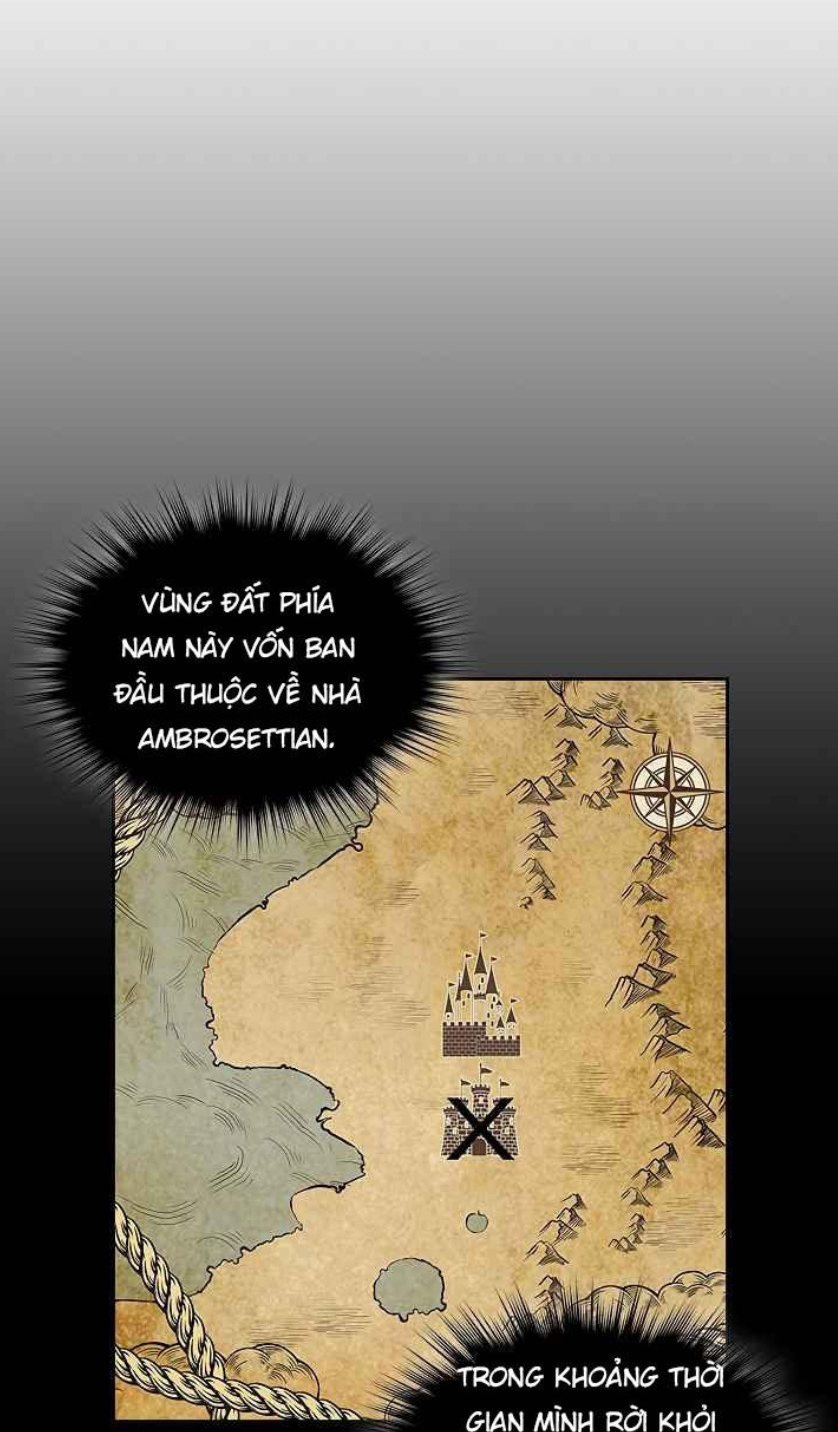 VÙNG ĐẤT PHÍA
NAM NÀY VỐN BAN
ĐẦU THUỘC VỀ NHÀ
AMBROSETTIAN.
TRONG KHOẢNG THỜI
GIAN MÌNH RỜI KHỎI